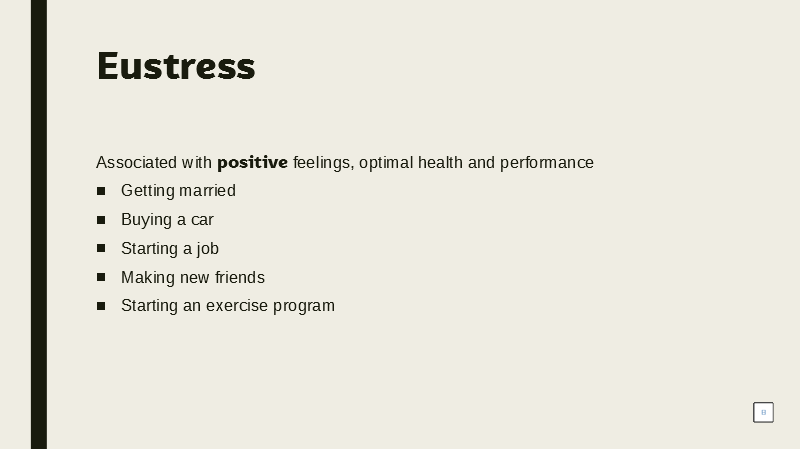 Eustress
Associated with positive feelings, optimal health and performance
Getting married
Buying a car
Starting a job
Making new friends
Starting an exercise program